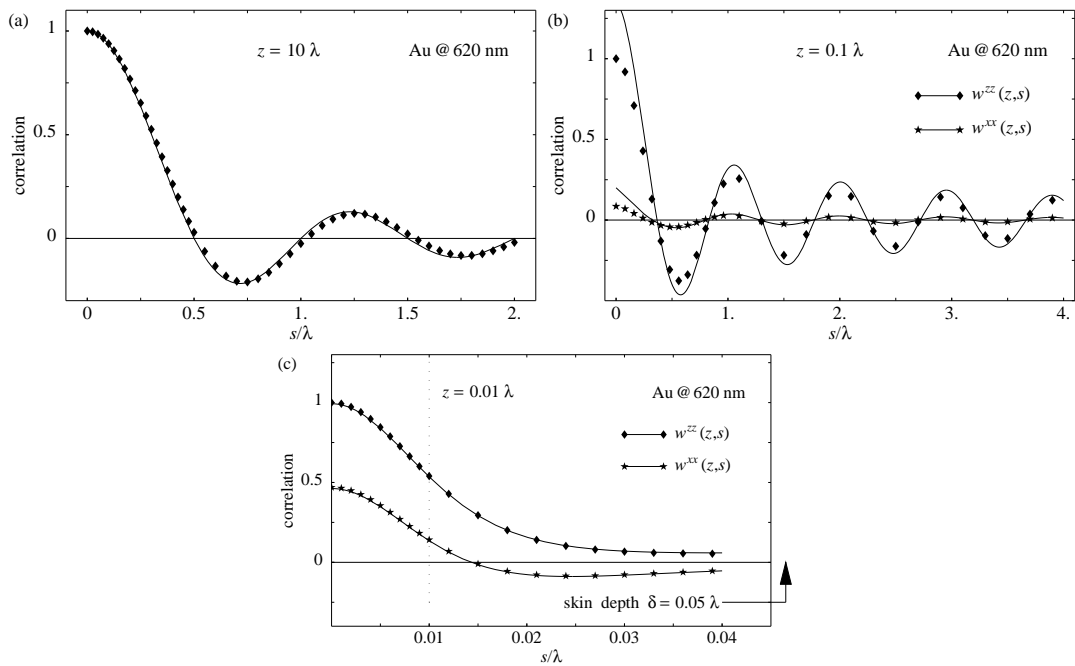 (a)
1
0.5
0
correlation
z = 10 λ
Au @ 620 nm
0
0.5
1.
1.5
2.
s/λ
(b)
1
0.5
0
correlation
z = 0.1 λ
Au @ 620 nm
w^{zz}(z,s)
w^{xx}(z,s)
0
1.
2.
3.
4.
s/λ
(c)
1
0.5
0
correlation
z = 0.01 λ
Au @ 620 nm
w^{zz}(z,s)
w^{xx}(z,s)
skin depth δ = 0.05 λ
0.01
0.02
0.03
0.04
s/λ